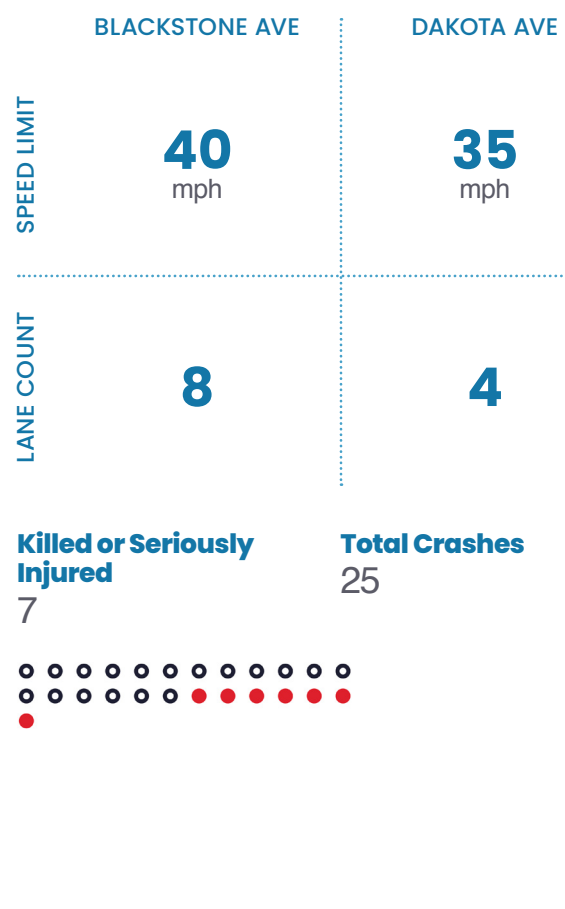 BLACKSTONE AVE
DAKOTA AVE
SPEED LIMIT
40
mph
35
mph
LANE COUNT
8
4
Killed or Seriously
Injured
7
Total Crashes
25